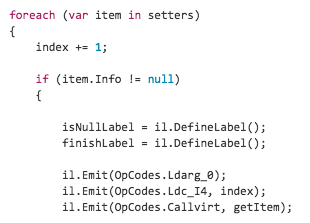 foreach (var item in setters)
{
index += 1;
if (item.Info != null)
{
isNullLabel = il.DefineLabel();
finishLabel = il.DefineLabel();
il.Emit(OpCodes.Ldarg_0);
il.Emit(OpCodes.Ldc_I4, index);
il.Emit(OpCodes.Callvirt, getItem);